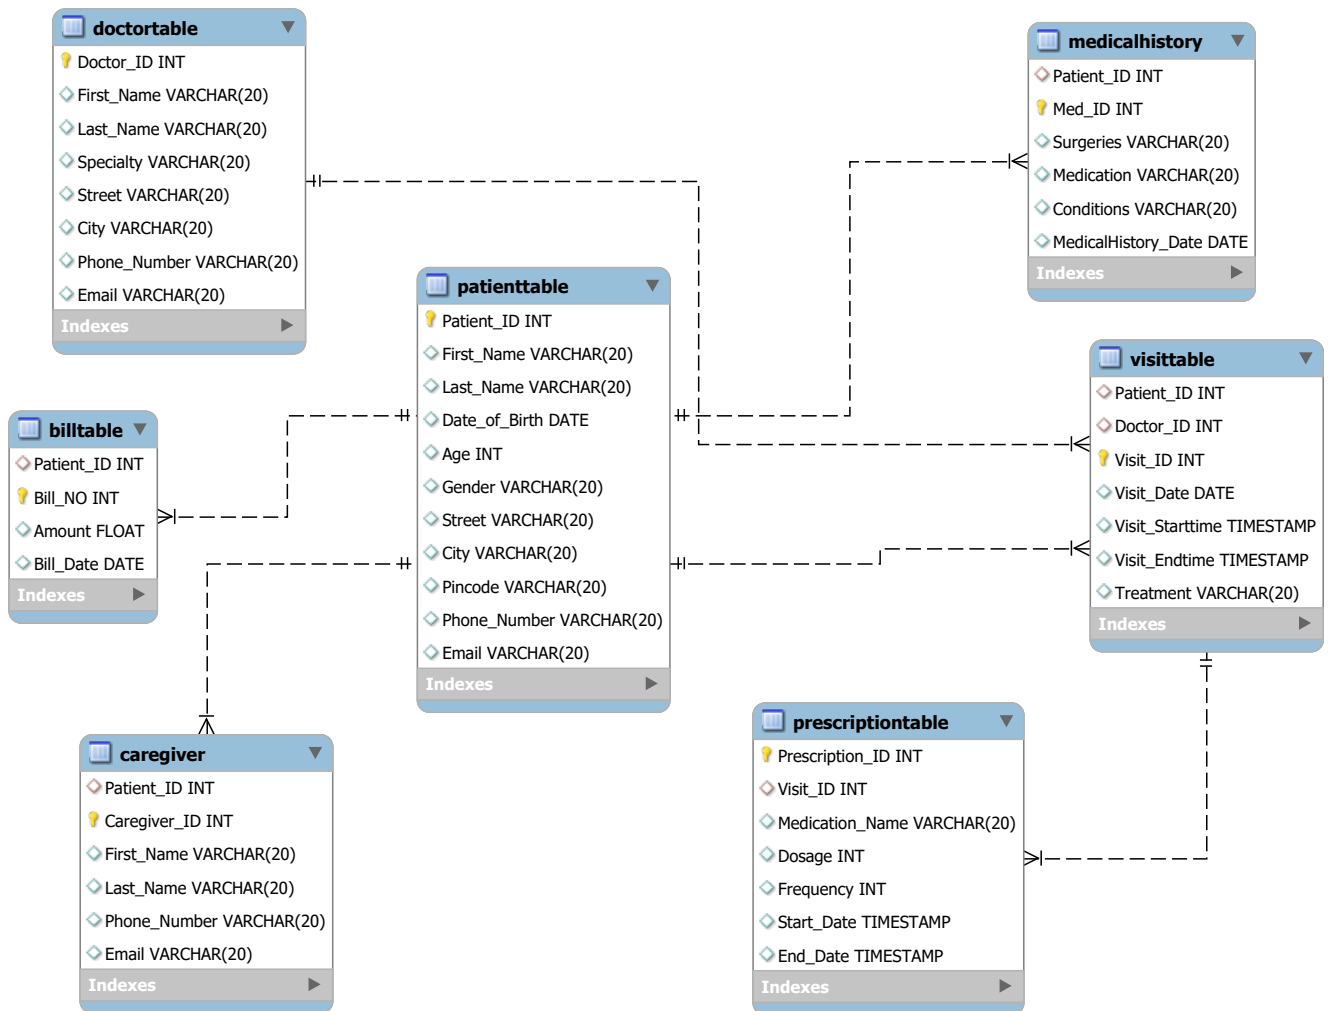 doctortable
Doctor_ID INT
First_Name VARCHAR(20)
Last_Name VARCHAR(20)
Specialty VARCHAR(20)
Street VARCHAR(20)
City VARCHAR(20)
Phone_Number VARCHAR(20)
Email VARCHAR(20)
Indexes
medicalhistory
Patient_ID INT
Med_ID INT
Surgeries VARCHAR(20)
Medication VARCHAR(20)
Conditions VARCHAR(20)
MedicalHistory_Date DATE
Indexes
patienttable
Patient_ID INT
First_Name VARCHAR(20)
Last_Name VARCHAR(20)
Date_of_Birth DATE
Age INT
Gender VARCHAR(20)
Street VARCHAR(20)
City VARCHAR(20)
Pincode VARCHAR(20)
Phone_Number VARCHAR(20)
Email VARCHAR(20)
Indexes
visittable
Patient_ID INT
Doctor_ID INT
Visit_ID INT
Visit_Date DATE
Visit_Starttime TIMESTAMP
Visit_Endtime TIMESTAMP
Treatment VARCHAR(20)
Indexes
billtable
Patient_ID INT
Bill_NO INT
Amount FLOAT
Bill_Date DATE
Indexes
caregiver
Patient_ID INT
Caregiver_ID INT
First_Name VARCHAR(20)
Last_Name VARCHAR(20)
Phone_Number VARCHAR(20)
Email VARCHAR(20)
Indexes
prescriptiontable
Prescription_ID INT
Visit_ID INT
Medication_Name VARCHAR(20)
Dosage INT
Frequency INT
Start_Date TIMESTAMP
End_Date TIMESTAMP
Indexes